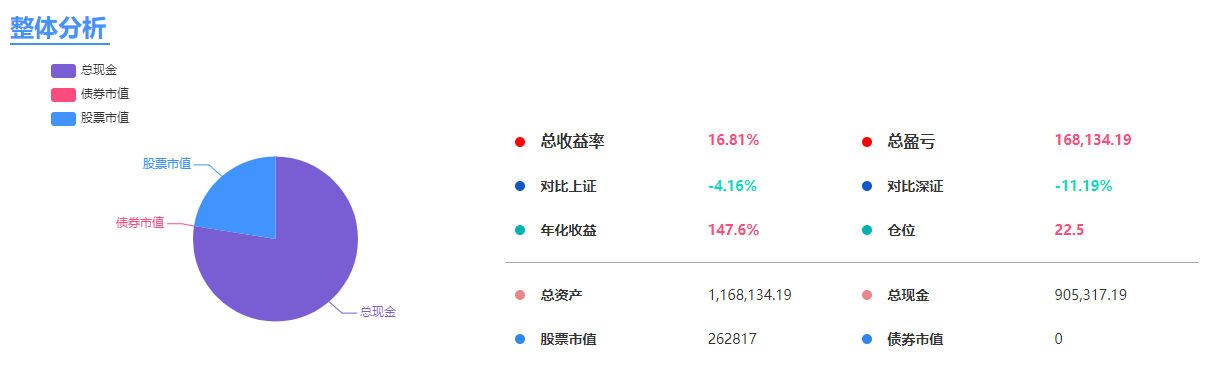 整体分析
总现金
债券市值
股票市值
股票市值
债券市值
总现金
总收益率 16.81% 总盈亏 168,134.19
对比上证 -4.16% 对比深证 -11.19%
年化收益 147.6% 仓位 22.5
总资产 1,168,134.19 总现金 905,317.19
股票市值 262817 债券市值 0